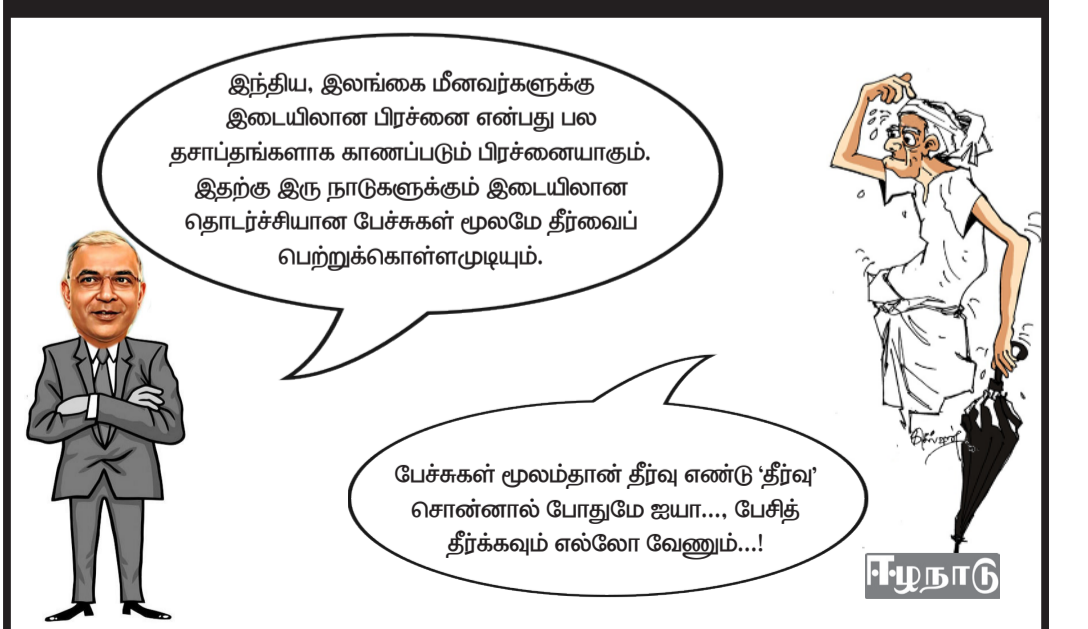 இந்திய, இலங்கை மீனவர்களுக்கு
இடையிலான பிரச்னை என்பது பல
தசாப்தங்களாக காணப்படும் பிரச்னையாகும்.
இதற்கு இரு நாடுகளுக்கும் இடையிலான
தொடர்ச்சியான பேச்சுகள் மூலமே தீர்வைப்
பெற்றுக்கொள்ளமுடியும்.
பேச்சுகள் மூலம்தான் தீர்வு எண்டு ‘தீர்வு’
சொன்னால் போதுமே ஐயா..., பேசித்
தீர்க்கவும் எல்லோ வேணும்...!
ஈழநாடு